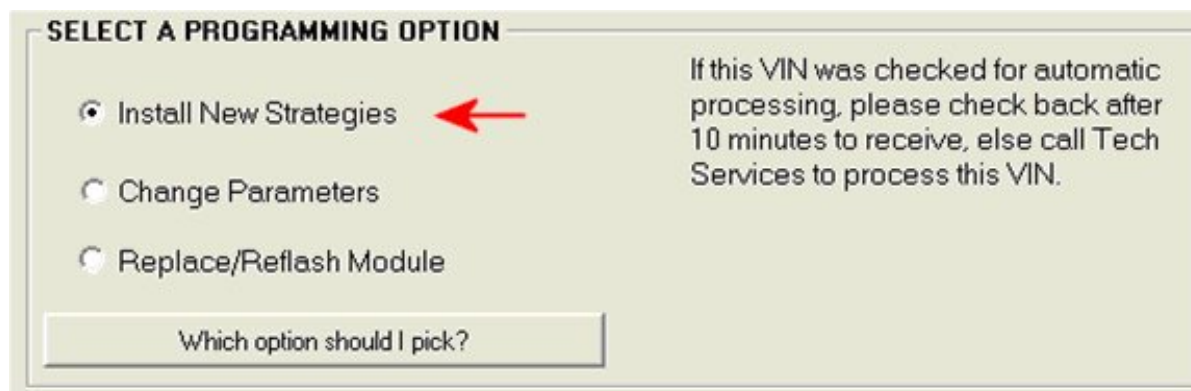 SELECT A PROGRAMMING OPTION
Install New Strategies
Change Parameters
Replace/Reflash Module
Which option should I pick?
If this VIN was checked for automatic
processing, please check back after
10 minutes to receive, else call Tech
Services to process this VIN.